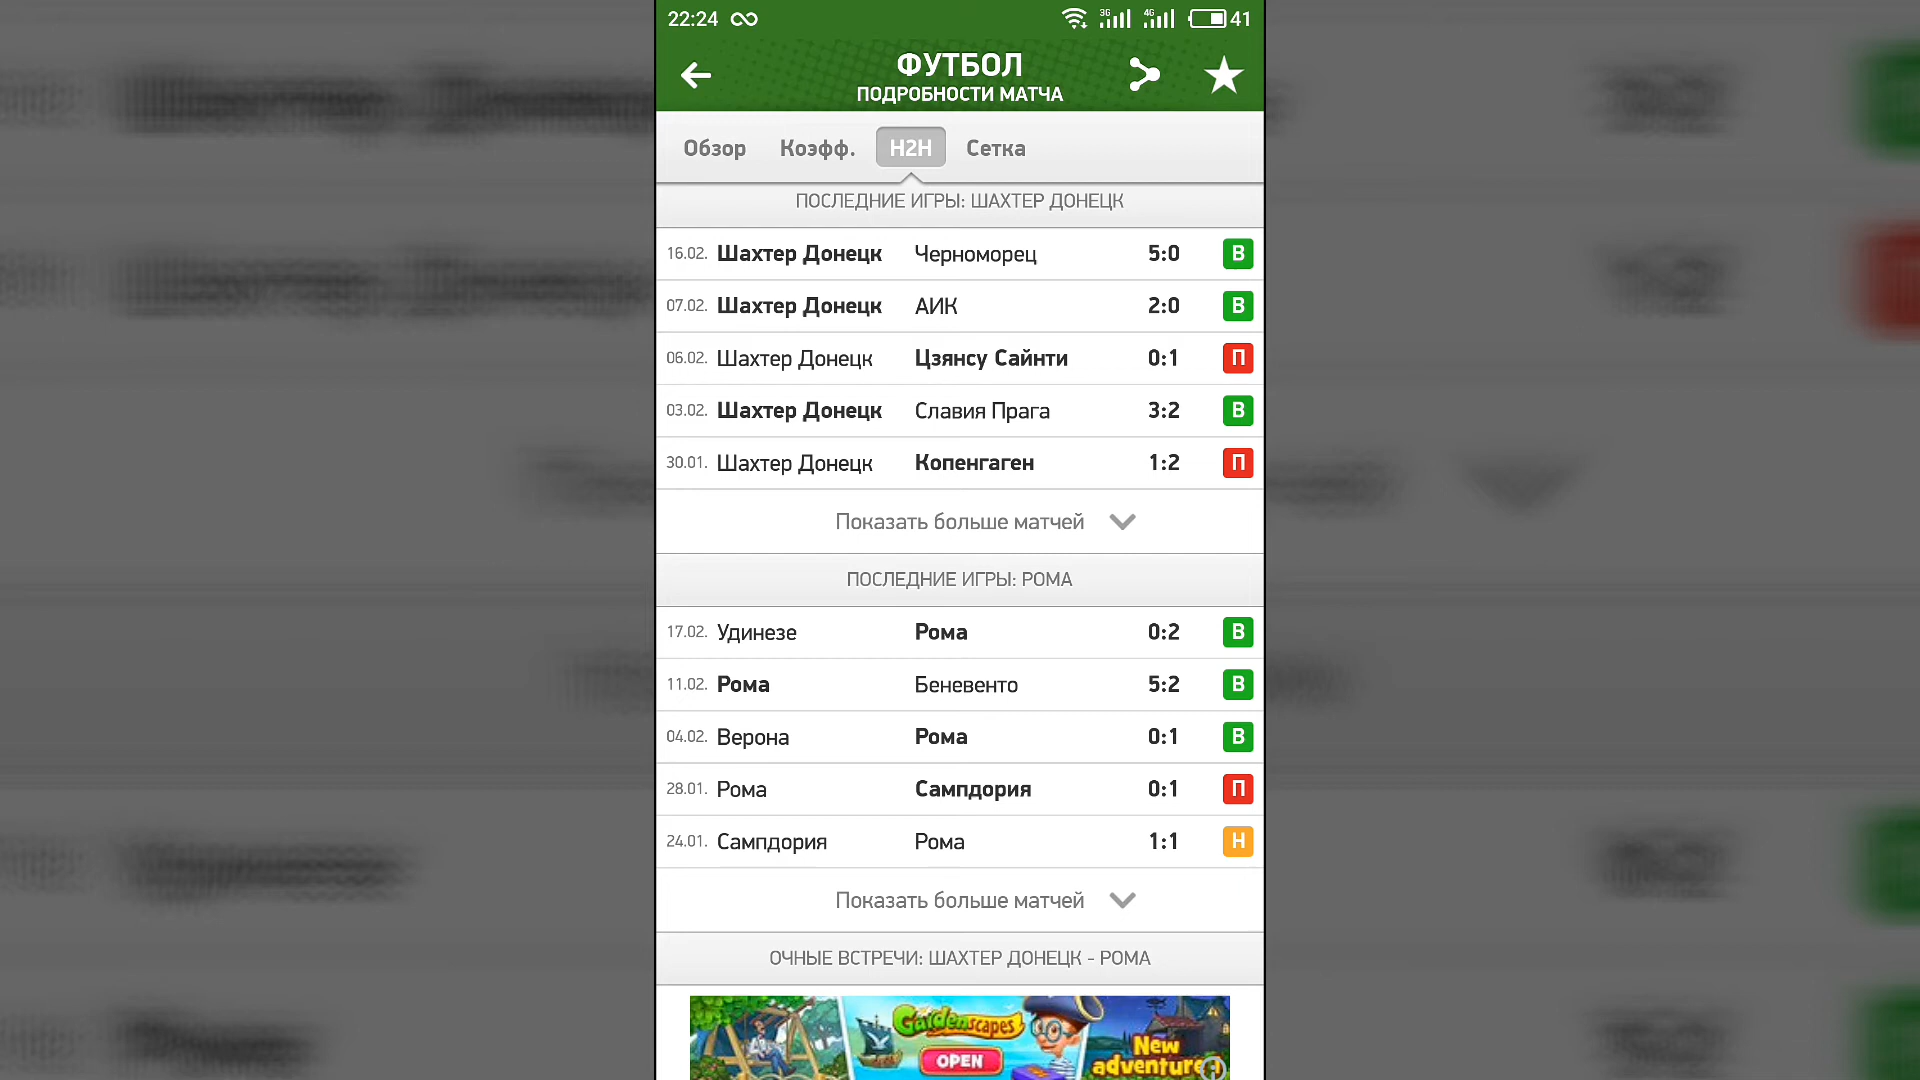 22:24 3G 4G 41
ФУТБОЛ
ПОДРОБНОСТИ МАТЧА
Обзор Коэфф. H2H Сетка
ПОСЛЕДНИЕ ИГРЫ: ШАХТЕР ДОНЕЦК
16.02. Шахтер Донецк Черноморец 5:0 В
07.02. Шахтер Донецк АИК 2:0 В
06.02. Шахтер Донецк Цзянсу Сайнти 0:1 П
03.02. Шахтер Донецк Славия Прага 3:2 В
30.01. Шахтер Донецк Копенгаген 1:2 П
Показать больше матчей
ПОСЛЕДНИЕ ИГРЫ: РОМА
17.02. Удинезе Рома 0:2 В
11.02. Рома Беневенто 5:2 В
04.02. Верона Рома 0:1 В
28.01. Рома Сампдория 0:1 П
24.01. Сампдория Рома 1:1 Н
Показать больше матчей
ОЧНЫЕ ВСТРЕЧИ: ШАХТЕР ДОНЕЦК - РОМА
Gardenscapes
OPEN
New
adventure